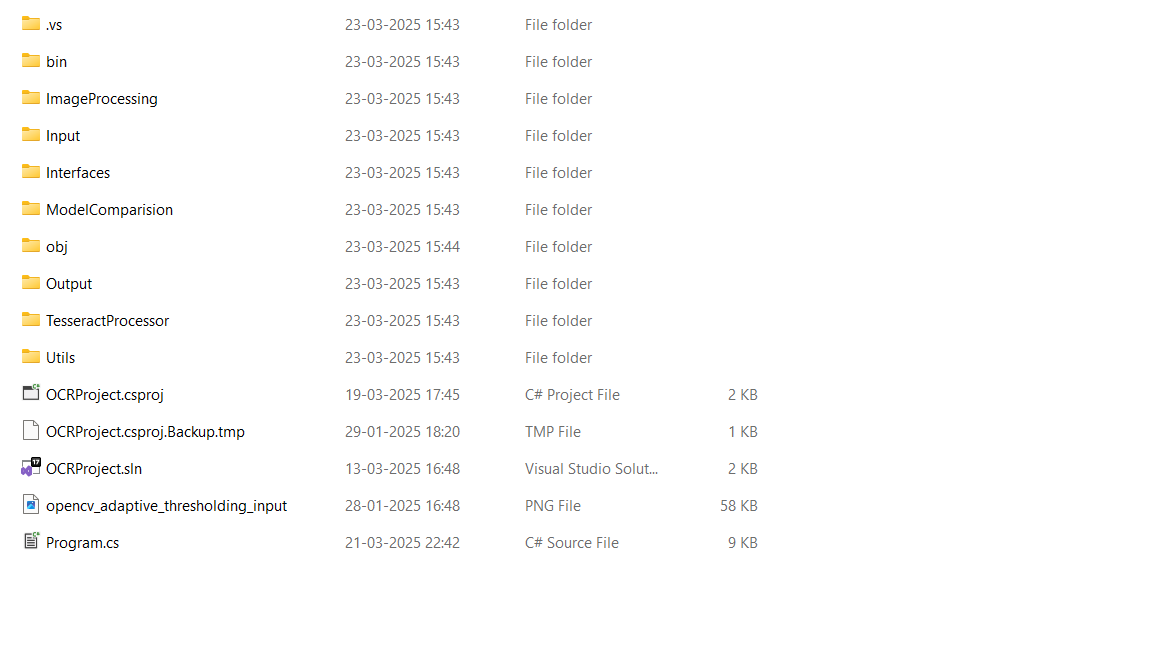 .vs 23-03-2025 15:43 File folder
bin 23-03-2025 15:43 File folder
ImageProcessing 23-03-2025 15:43 File folder
Input 23-03-2025 15:43 File folder
Interfaces 23-03-2025 15:43 File folder
ModelComparision 23-03-2025 15:43 File folder
obj 23-03-2025 15:44 File folder
Output 23-03-2025 15:43 File folder
TesseractProcessor 23-03-2025 15:43 File folder
Utils 23-03-2025 15:43 File folder
OCRProject.csproj 19-03-2025 17:45 C# Project File 2 KB
OCRProject.csproj.Backup.tmp 29-01-2025 18:20 TMP File 1 KB
OCRProject.sln 13-03-2025 16:48 Visual Studio Solut... 2 KB
opencv_adaptive_thresholding_input 28-01-2025 16:48 PNG File 58 KB
Program.cs 21-03-2025 22:42 C# Source File 9 KB